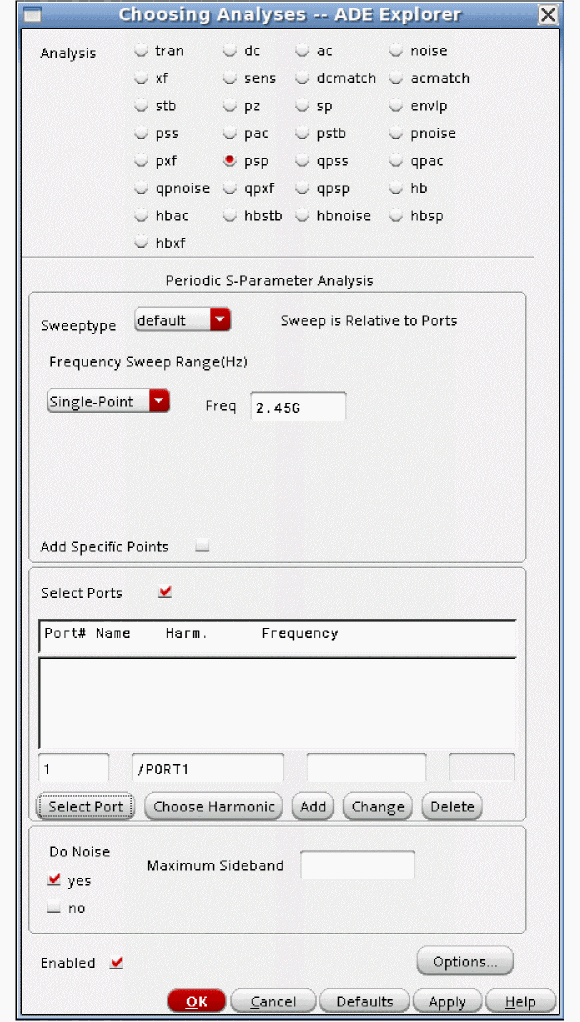 Choosing Analyses -- ADE Explorer
Analysis tran dc ac noise
xf sens dcmatch acmatch
stb pz sp envlp
pss pac pstb pnoise
pxf psp qpss qpac
qpnoise qpxf qpsp hb
hbac hbstb hbnoise hbsp
hbxf
Periodic S-Parameter Analysis
Sweeptype default Sweep is Relative to Ports
Frequency Sweep Range(Hz)
Single-Point Freq 2.45G
Add Specific Points
Select Ports
Port# Name Harm. Frequency
1 /PORT1
Select Port Choose Harmonic Add Change Delete
Do Noise
Maximum Sideband
yes
no
Enabled Options...
OK Cancel Defaults Apply Help